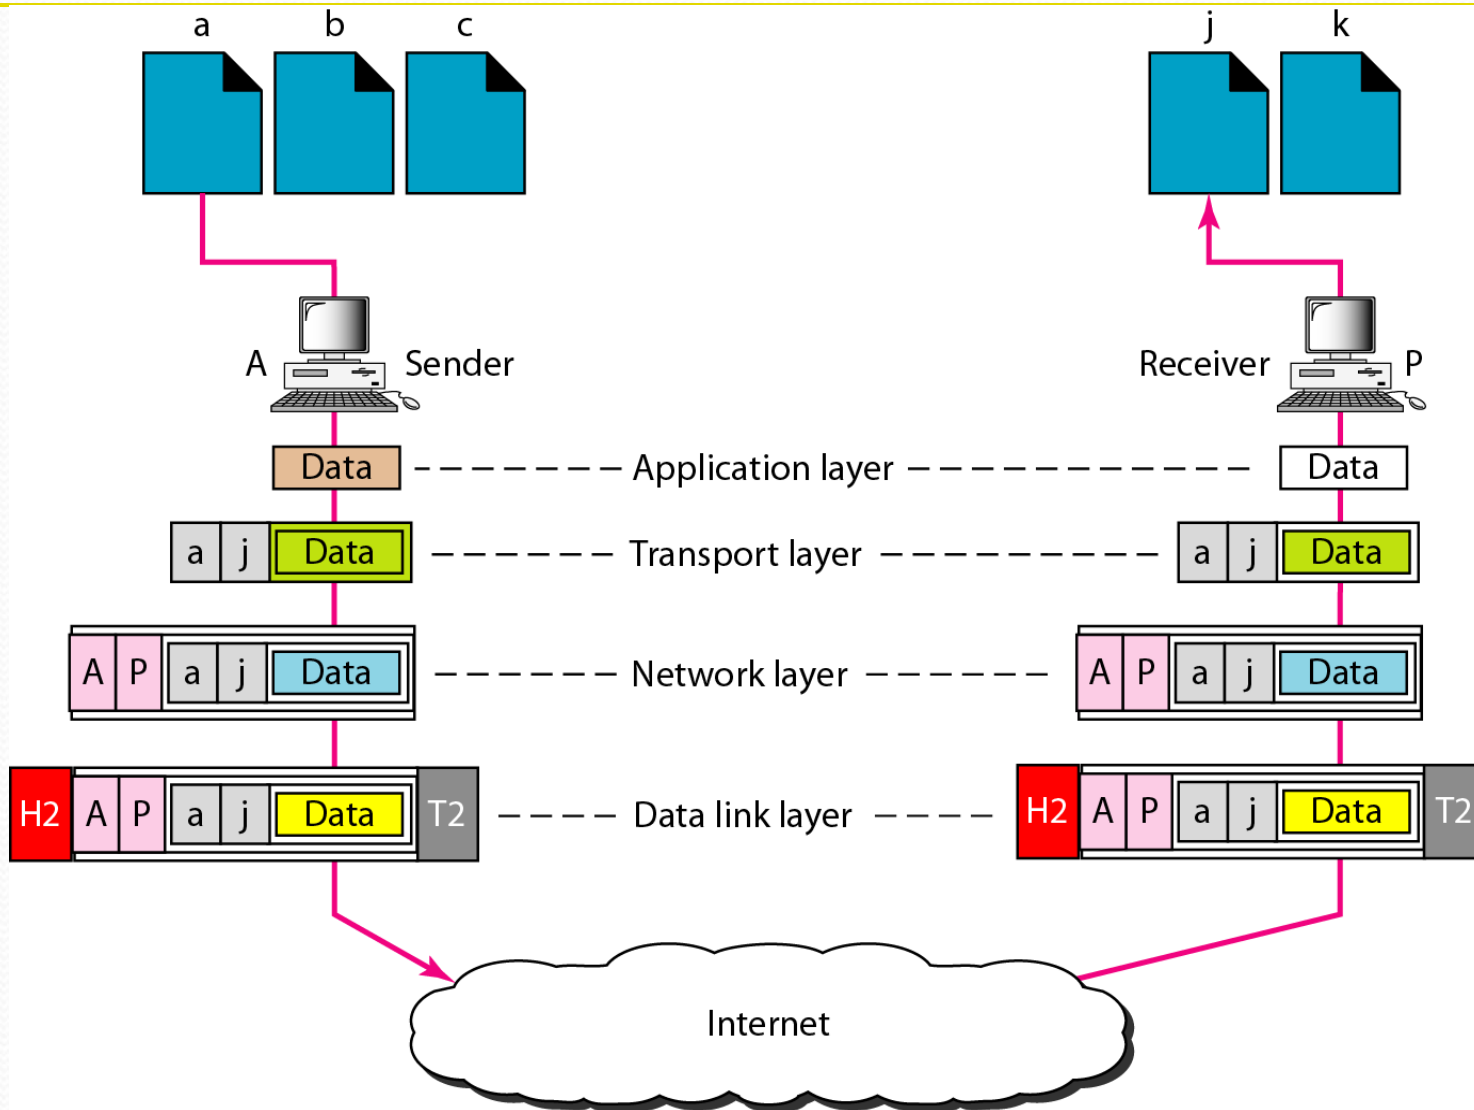 a b c j k
A Sender Receiver P
Data Application layer Data
a j Data Transport layer a j Data
A P a j Data Network layer A P a j Data
H2 A P a j Data T2 Data link layer H2 A P a j Data T2
Internet